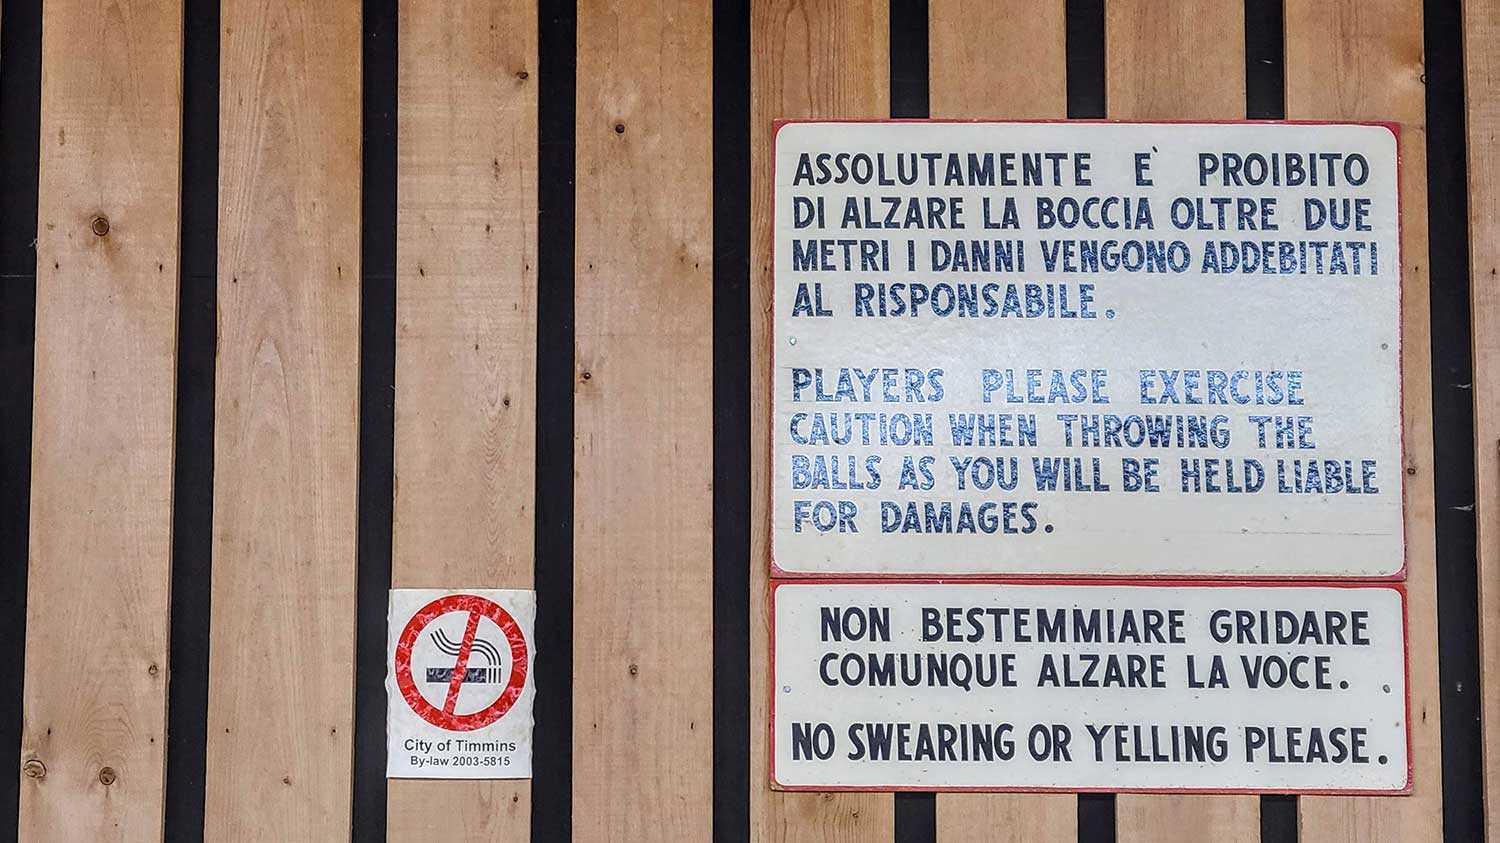 ASSOLUTAMENTE E' PROIBITO
DI ALZARE LA BOCCIA OLTRE DUE
METRI I DANNI VENGONO ADDEBITATI
AL RISPONSABILE.
PLAYERS PLEASE EXERCISE
CAUTION WHEN THROWING THE
BALLS AS YOU WILL BE HELD LIABLE
FOR DAMAGES.
NON BESTEMMIARE GRIDARE
COMUNQUE ALZARE LA VOCE.
NO SWEARING OR YELLING PLEASE.
City of Timmins
By-law 2003-5815